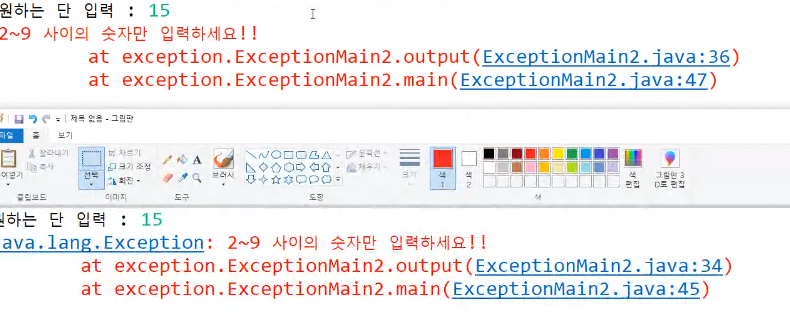 원하는 단 입력 : 15
2~9 사이의 숫자만 입력하세요!!
at exception.ExceptionMain2.output(ExceptionMain2.java:36)
at exception.ExceptionMain2.main(ExceptionMain2.java:47)
제목 없음 - 그림판
파일 홈 보기
잘라내기
복사
붙여넣기
선택
자르기
크기 조정
회전
A
브러시
윤곽선
채우기
크기
색 1
색 2
색 편집
그림판 3D로 편집
클립보드 이미지 도구 도형 색
원하는 단 입력 : 15
java.lang.Exception: 2~9 사이의 숫자만 입력하세요!!
at exception.ExceptionMain2.output(ExceptionMain2.java:34)
at exception.ExceptionMain2.main(ExceptionMain2.java:45)